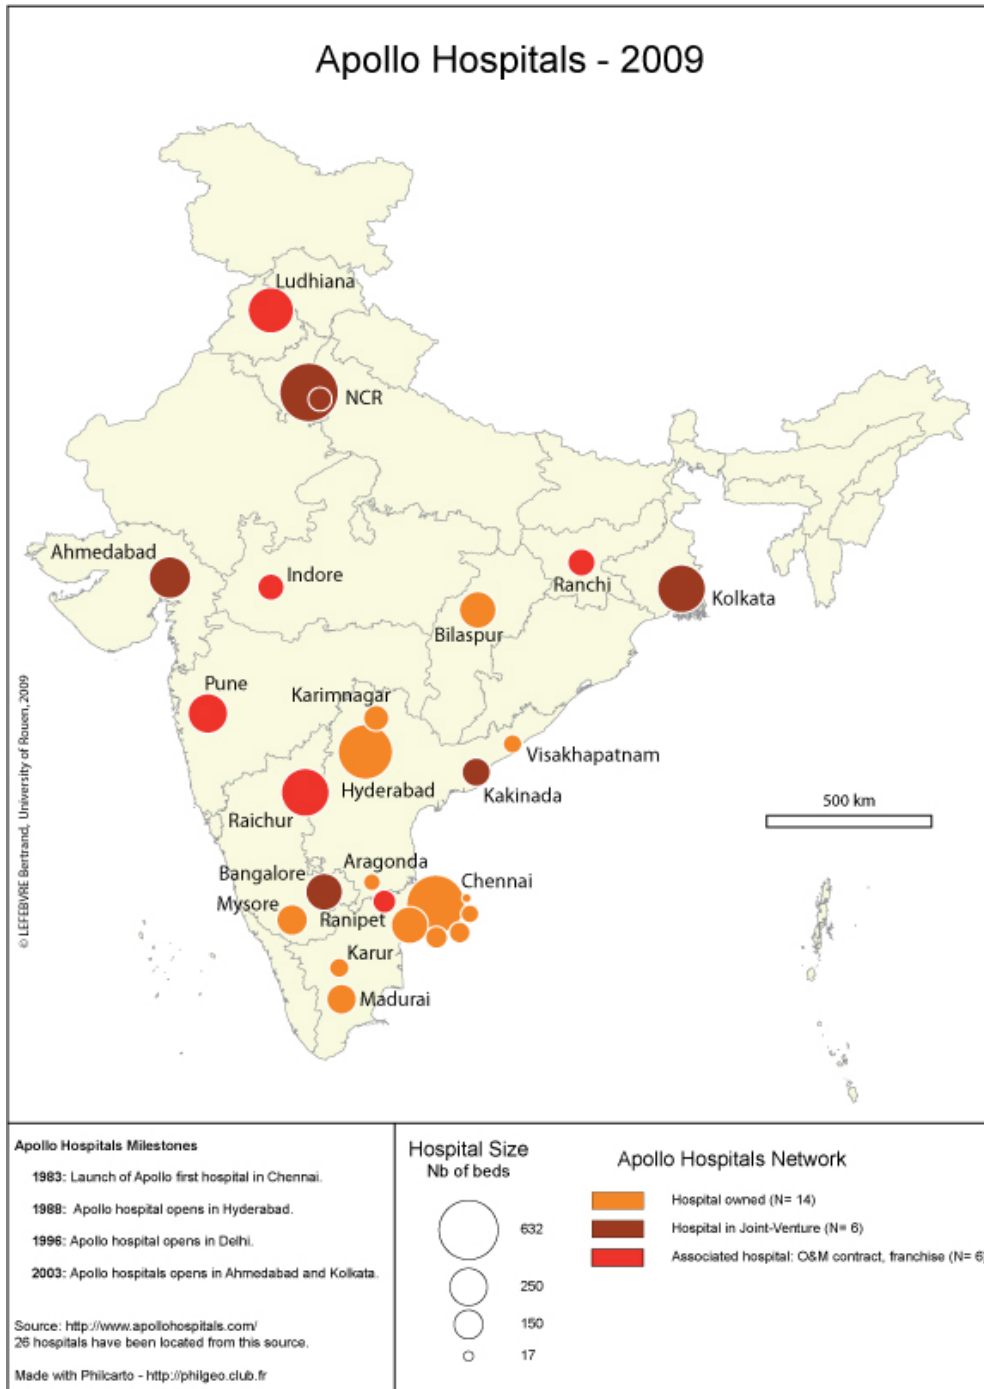 Apollo Hospitals - 2009
Ludhiana
NCR
Ahmedabad
Indore
Ranchi
Kolkata
Bilaspur
Pune
Karimnagar
Visakhapatnam
Hyderabad
Kakinada
Raichur
500 km
Aragonda
Bangalore
Chennai
Mysore
Ranipet
Karur
Madurai
© LEFEBVRE Bertrand, University of Rouen, 2009
Apollo Hospitals Milestones
1983: Launch of Apollo first hospital in Chennai.
1988: Apollo hospital opens in Hyderabad.
1996: Apollo hospital opens in Delhi.
2003: Apollo hospitals opens in Ahmedabad and Kolkata.
Source: http://www.apollohospitals.com/
26 hospitals have been located from this source.
Made with Philcarto - http://philgeo.club.fr
Hospital Size
Nb of beds
632
250
150
17
Apollo Hospitals Network
Hospital owned (N= 14)
Hospital in Joint-Venture (N= 6)
Associated hospital: O&M contract, franchise (N= 6)